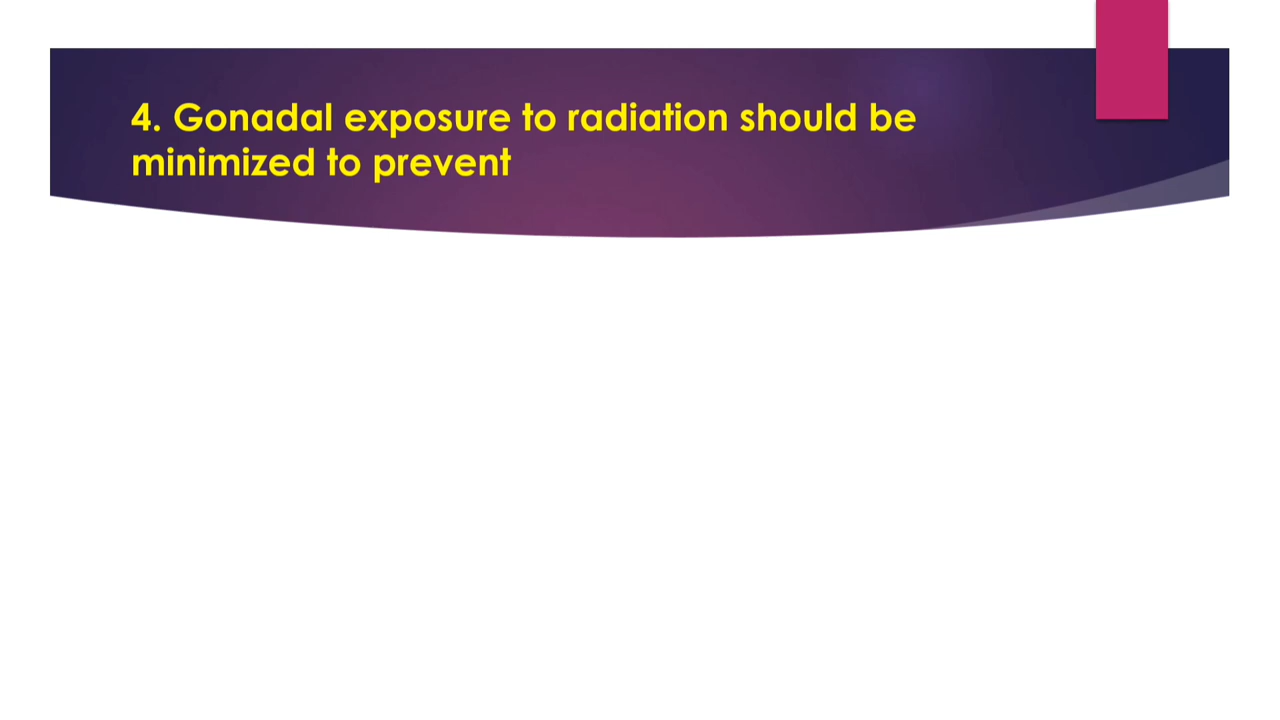 4. Gonadal exposure to radiation should be
minimized to prevent